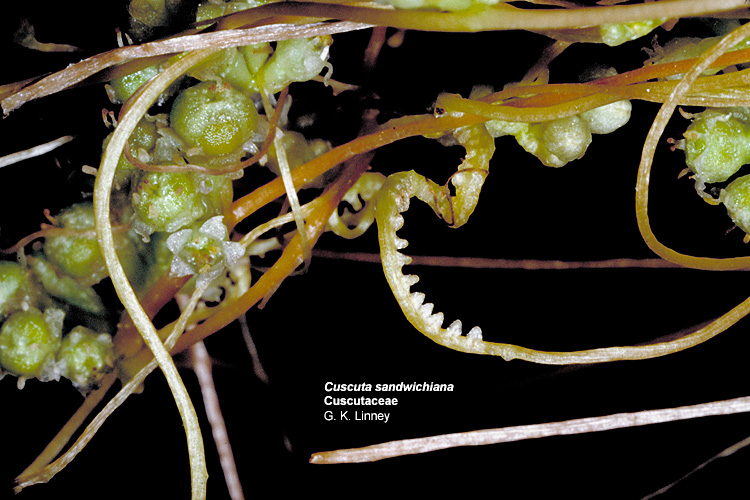 Cuscuta sandwichiana
Cuscutaceae
G. K. Linney